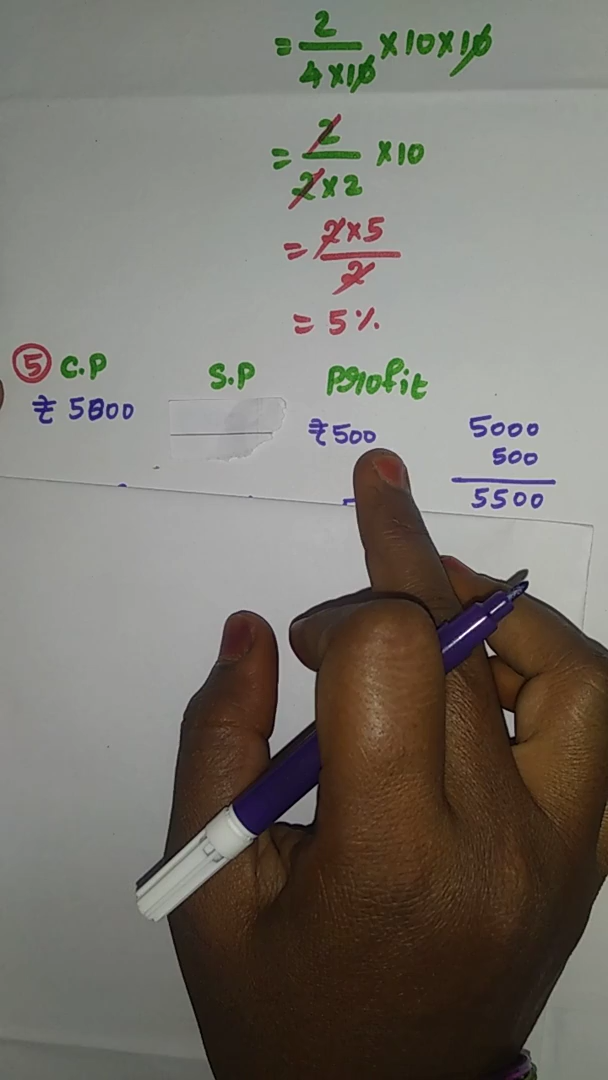 = 2/4×10 ×10×10
= 2/2×2 ×10
= 2×5/2
= 5%
5 C.P S.P Profit
₹ 5000 ₹500 5000
500
5500